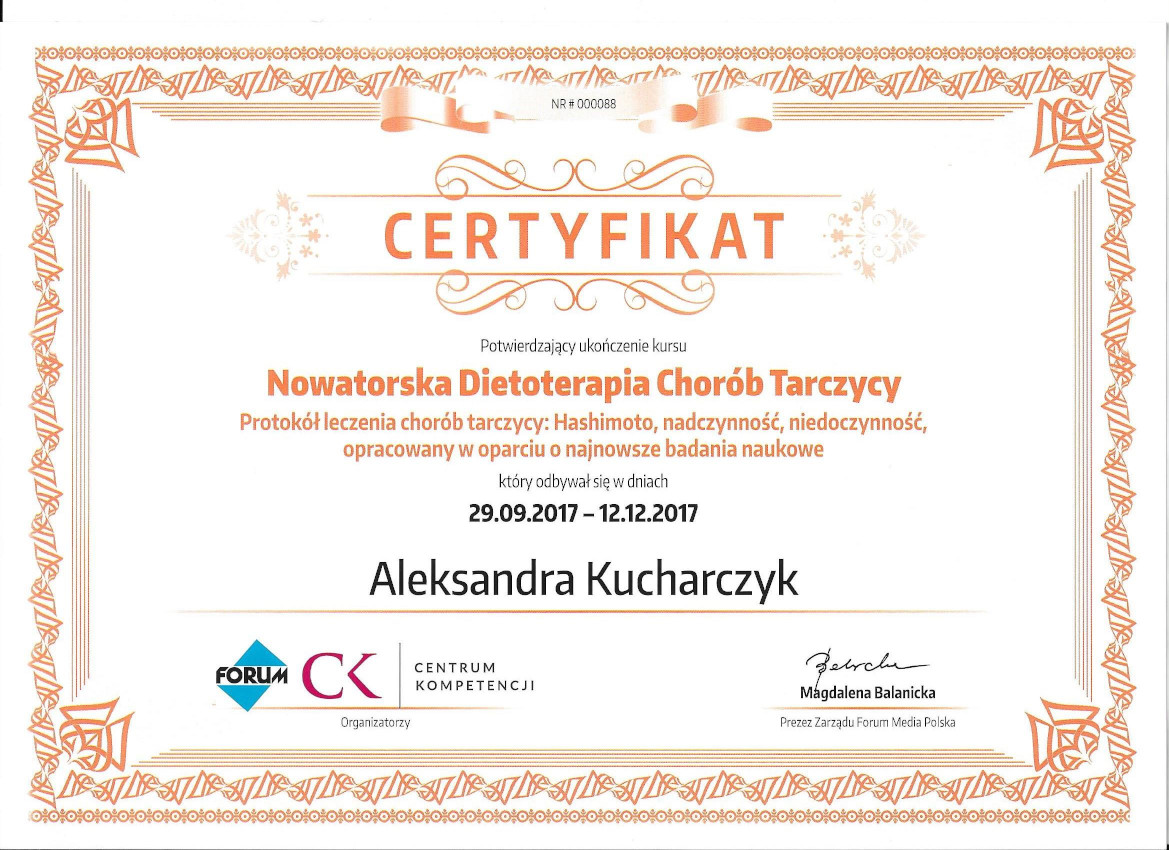 NR # 000088
CERTYFIKAT
Potwierdzający ukończenie kursu
Nowatorska Dietoterapia Chorób Tarczycy
Protokół leczenia chorób tarczycy: Hashimoto, nadczynność, niedoczynność,
opracowany w oparciu o najnowsze badania naukowe
który odbywał się w dniach
29.09.2017 – 12.12.2017
Aleksandra Kucharczyk
FORUM
CK
CENTRUM
KOMPETENCJI
Organizatorzy
Magdalena Balanicka
Prezez Zarządu Forum Media Polska